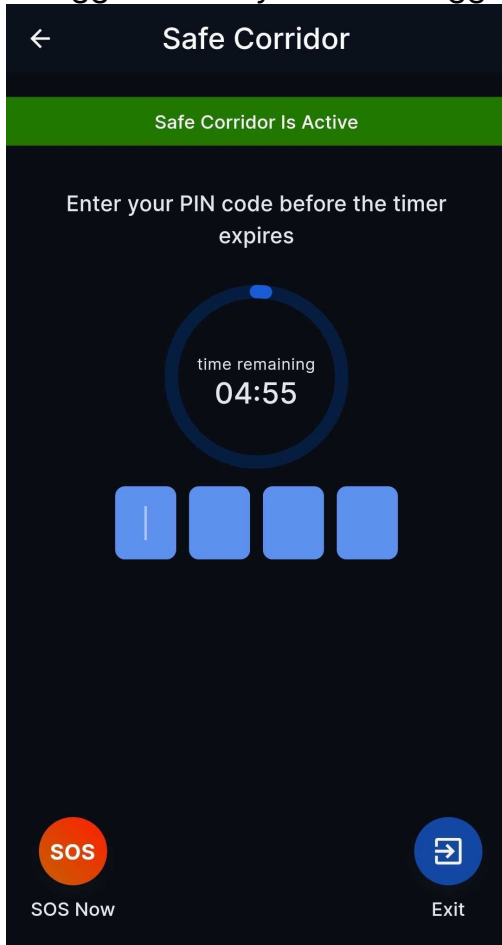 Safe Corridor
Safe Corridor Is Active
Enter your PIN code before the timer
expires
time remaining
04:55
SOS
SOS Now
Exit